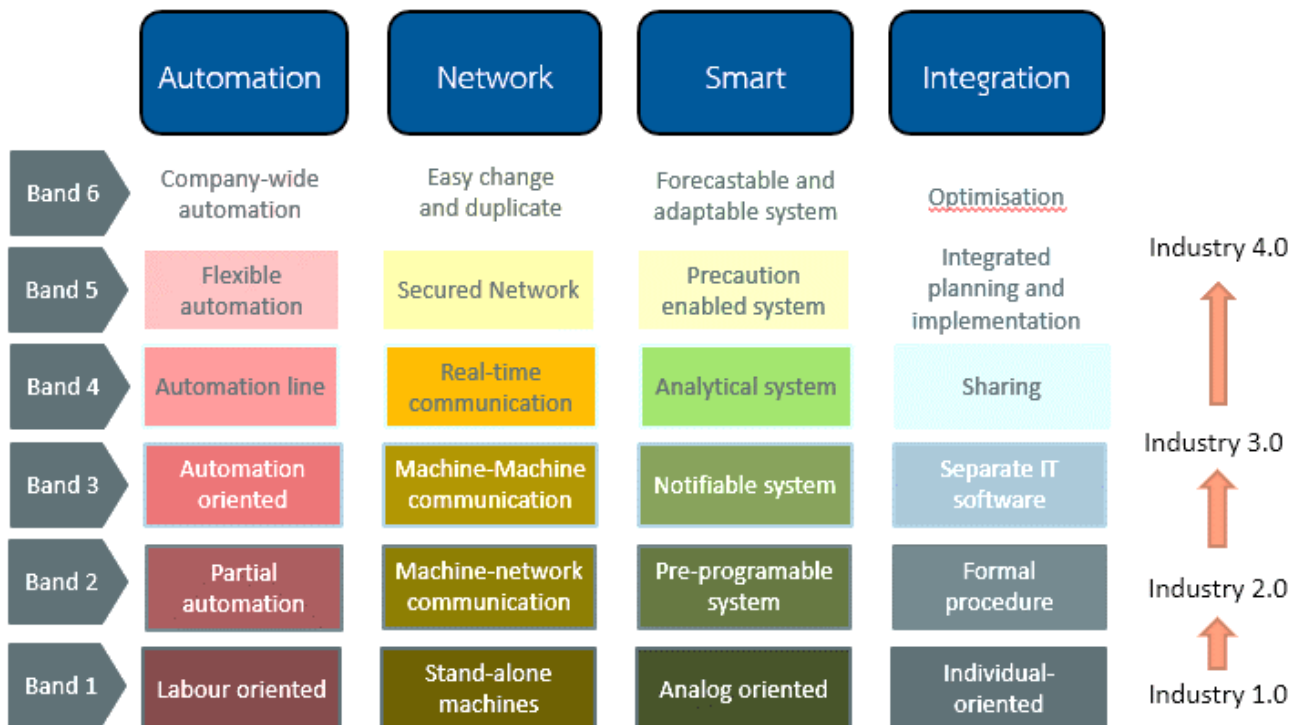 Automation
Network
Smart
Integration
Band 6
Company-wide
automation
Easy change
and duplicate
Forecastable and
adaptable system
Optimisation
Industry 4.0
Band 5
Flexible
automation
Secured Network
Precaution
enabled system
Integrated
planning and
implementation
Band 4
Automation line
Real-time
communication
Analytical system
Sharing
Industry 3.0
Band 3
Automation
oriented
Machine-Machine
communication
Notifiable system
Separate IT
software
Band 2
Partial
automation
Machine-network
communication
Pre-programable
system
Formal
procedure
Industry 2.0
Band 1
Labour oriented
Stand-alone
machines
Analog oriented
Individual-
oriented
Industry 1.0